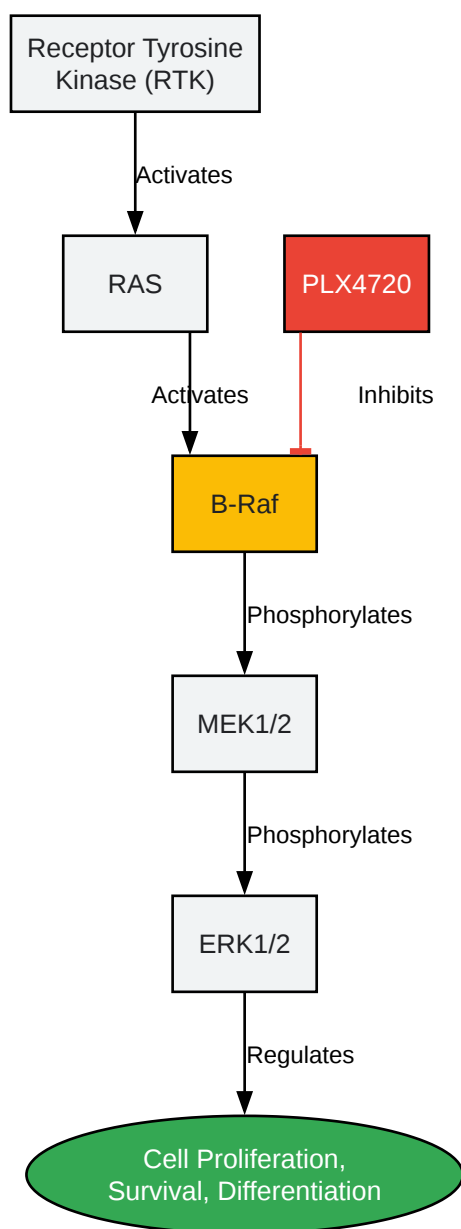 Receptor Tyrosine
Kinase (RTK)
Activates
RAS
PLX4720
Activates
Inhibits
B-Raf
Phosphorylates
MEK1/2
Phosphorylates
ERK1/2
Regulates
Cell Proliferation,
Survival, Differentiation